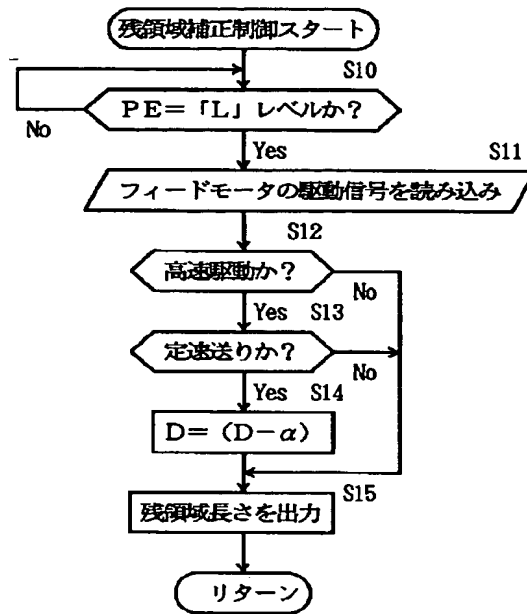 残領域補正制御スタート
S10
PE=「L」レベルか?
No
Yes
S11
フィードモータの駆動信号を読み込み
S12
高速駆動か?
No
Yes S13
定速送りか?
No
Yes S14
D=(D-α)
S15
残領域長さを出力
リターン